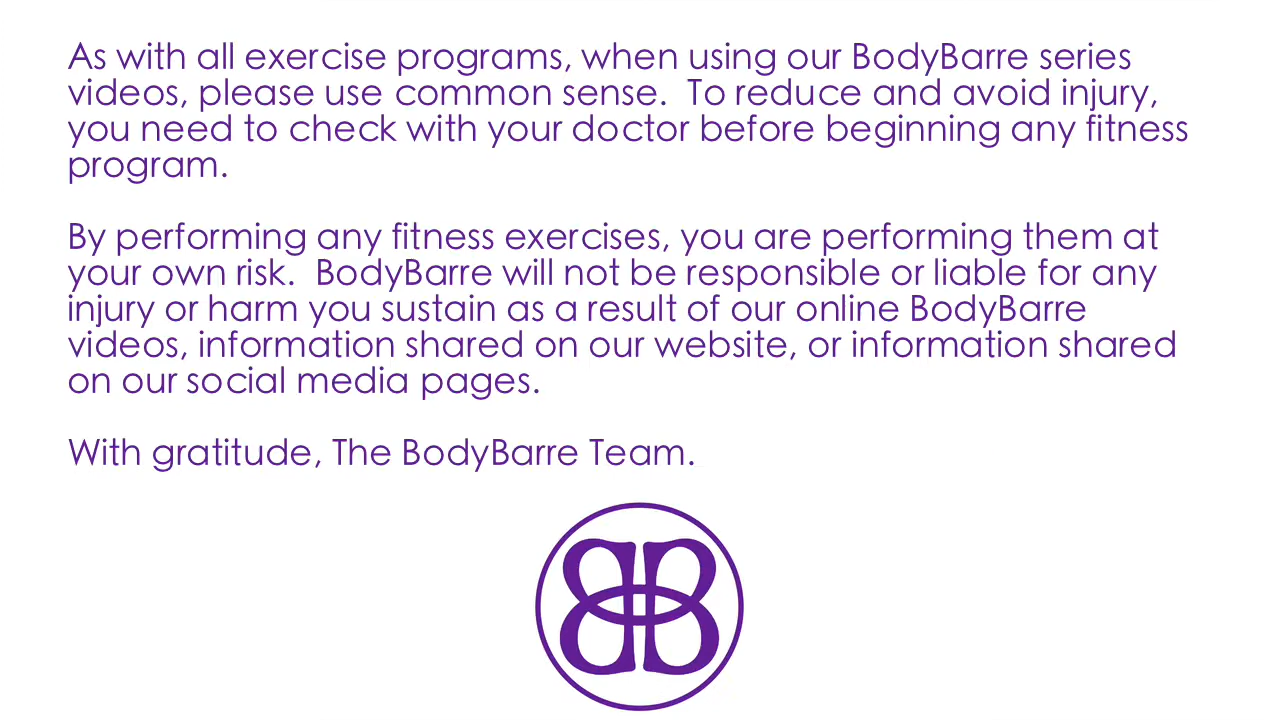 As with all exercise programs, when using our BodyBarre series
videos, please use common sense.  To reduce and avoid injury,
you need to check with your doctor before beginning any fitness
program.
By performing any fitness exercises, you are performing them at
your own risk.  BodyBarre will not be responsible or liable for any
injury or harm you sustain as a result of our online BodyBarre
videos, information shared on our website, or information shared
on our social media pages.
With gratitude, The BodyBarre Team.
BB